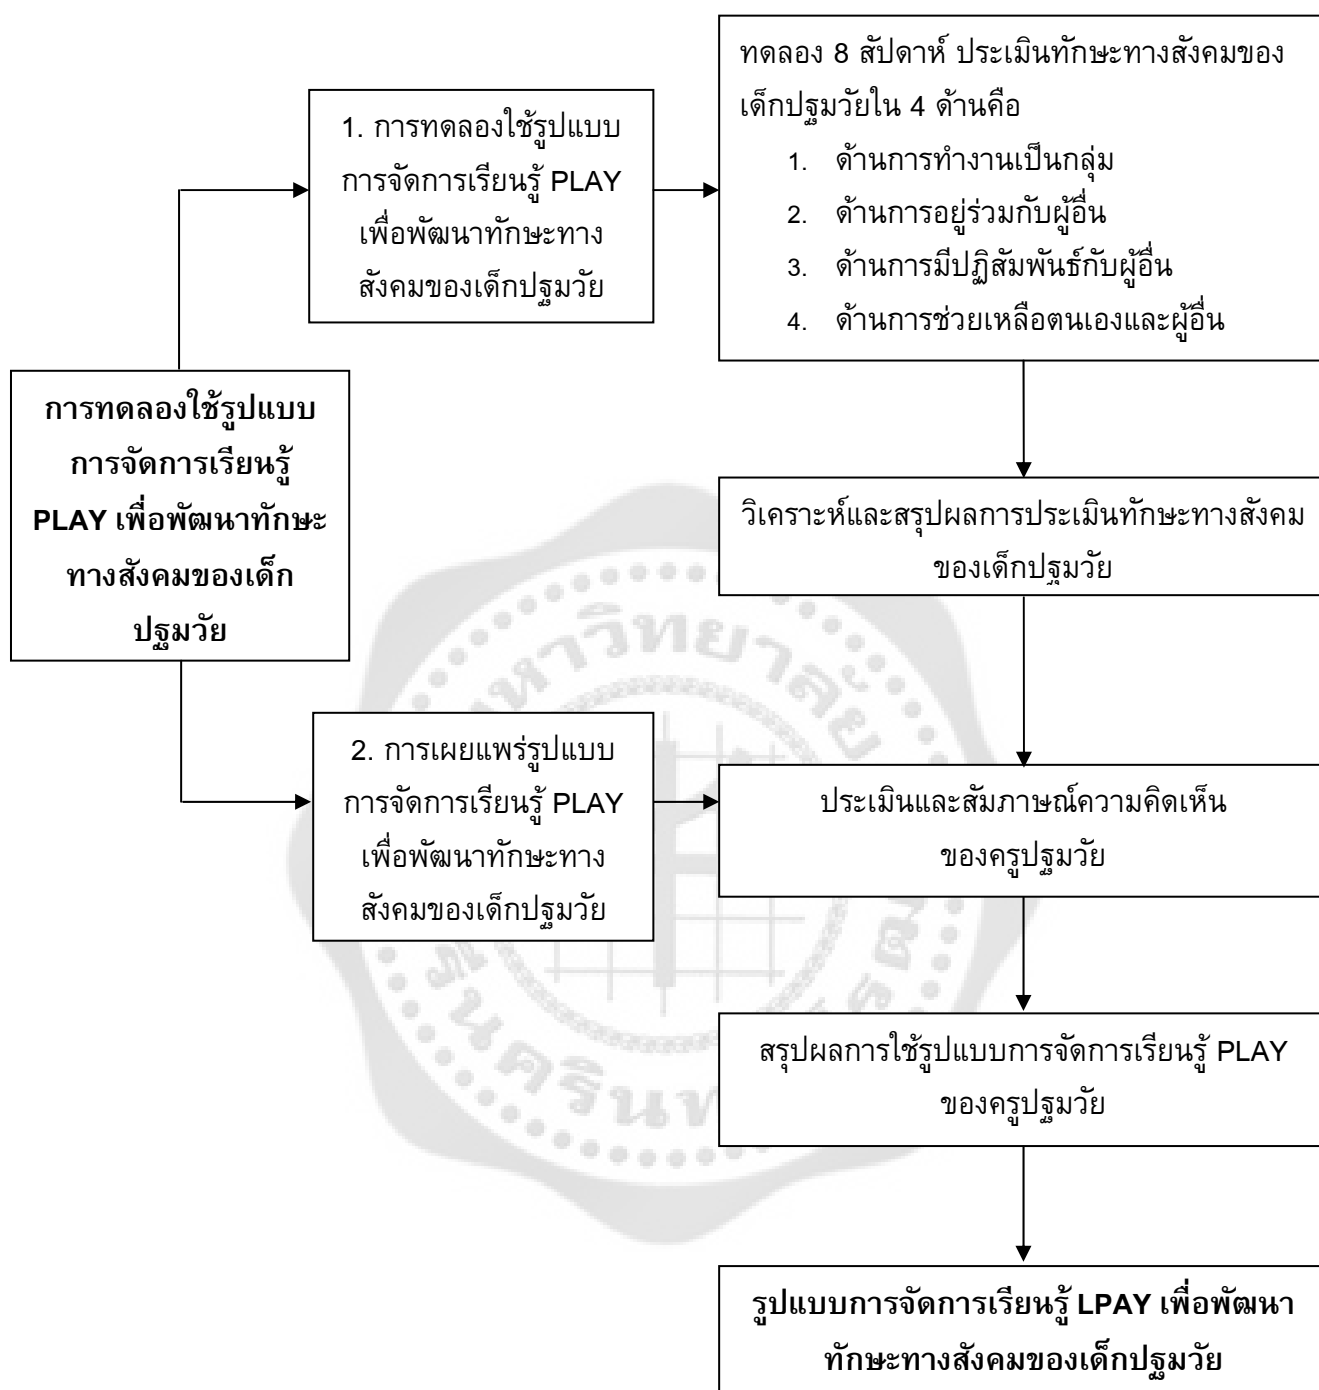 ทดลอง 8 สัปดาห์ ประเมินทักษะทางสังคมของ
เด็กปฐมวัยใน 4 ด้านคือ
1. ด้านการทำงานเป็นกลุ่ม
2. ด้านการอยู่ร่วมกับผู้อื่น
3. ด้านการมีปฏิสัมพันธ์กับผู้อื่น
4. ด้านการช่วยเหลือตนเองและผู้อื่น
1. การทดลองใช้รูปแบบ
การจัดการเรียนรู้ PLAY
เพื่อพัฒนาทักษะทาง
สังคมของเด็กปฐมวัย
การทดลองใช้รูปแบบ
การจัดการเรียนรู้
PLAY เพื่อพัฒนาทักษะ
ทางสังคมของเด็ก
ปฐมวัย
วิเคราะห์และสรุปผลการประเมินทักษะทางสังคม
ของเด็กปฐมวัย
2. การเผยแพร่รูปแบบ
การจัดการเรียนรู้ PLAY
เพื่อพัฒนาทักษะทาง
สังคมของเด็กปฐมวัย
ประเมินและสัมภาษณ์ความคิดเห็น
ของครูปฐมวัย
สรุปผลการใช้รูปแบบการจัดการเรียนรู้ PLAY
ของครูปฐมวัย
รูปแบบการจัดการเรียนรู้ LPAY เพื่อพัฒนา
ทักษะทางสังคมของเด็กปฐมวัย